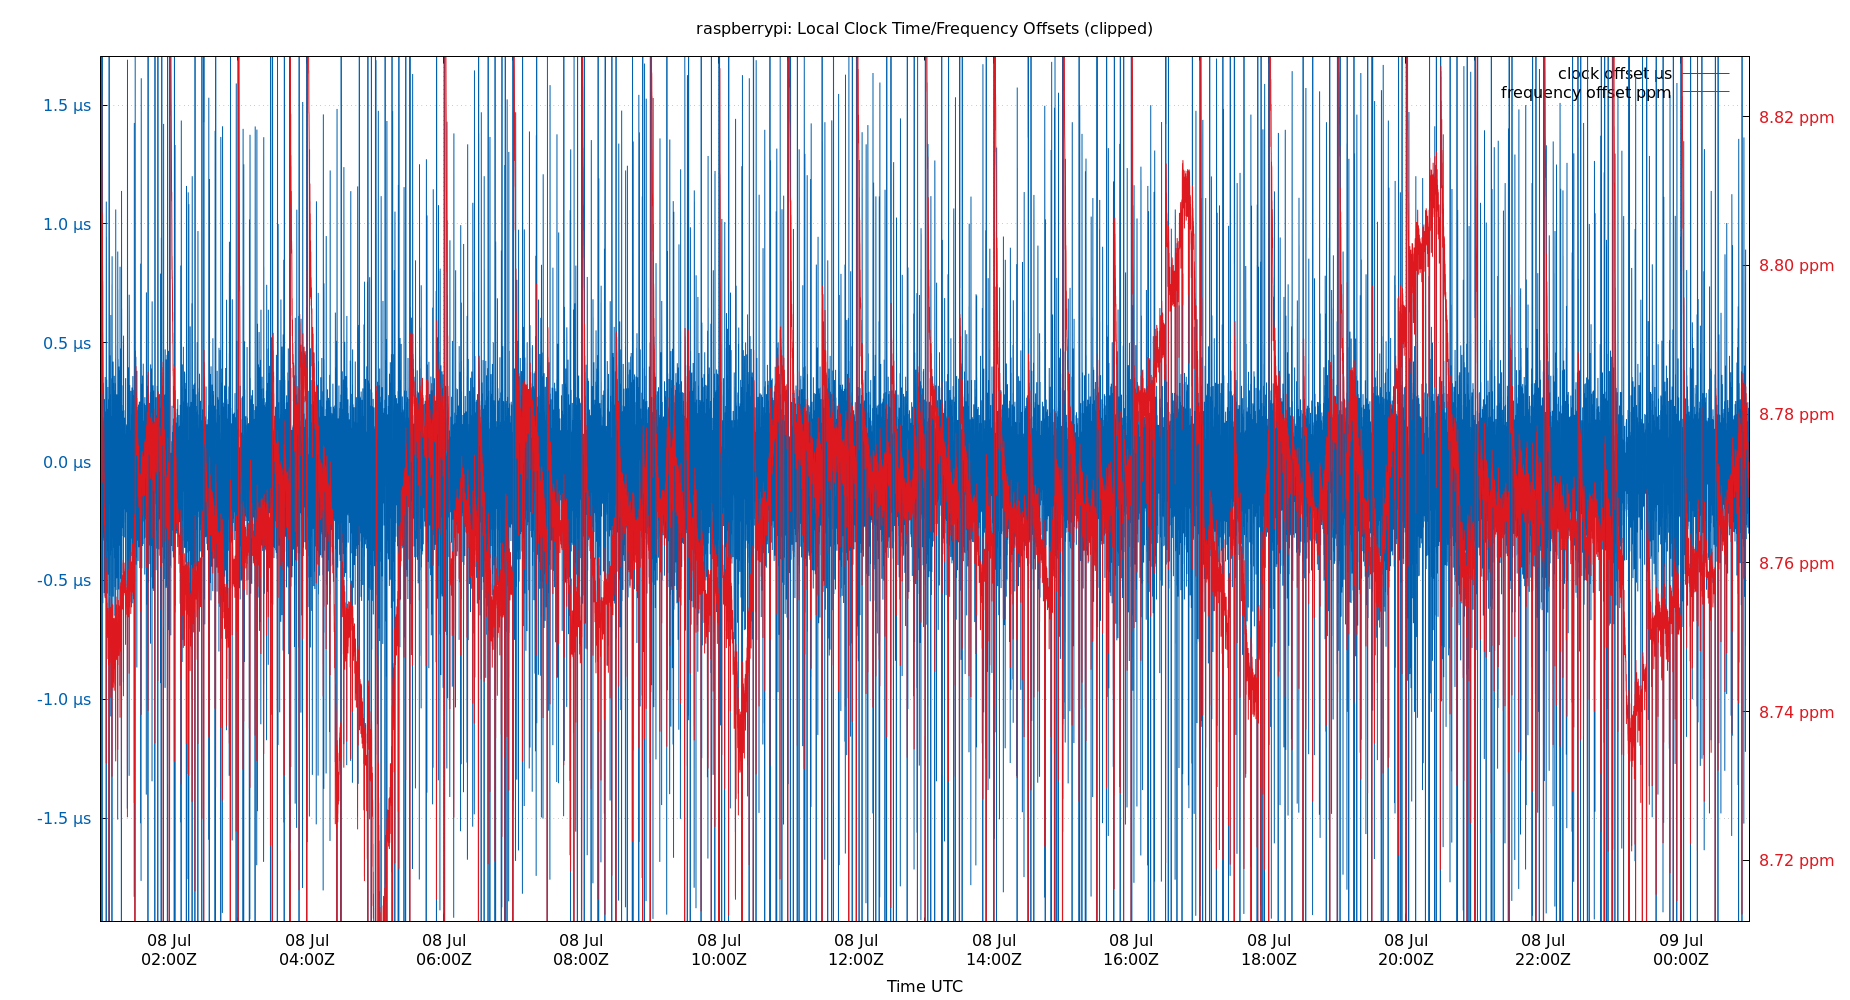 raspberrypi: Local Clock Time/Frequency Offsets (clipped)
clock offset µs
frequency offset ppm
1.5 µs
1.0 µs
0.5 µs
0.0 µs
-0.5 µs
-1.0 µs
-1.5 µs
8.82 ppm
8.80 ppm
8.78 ppm
8.76 ppm
8.74 ppm
8.72 ppm
08 Jul 08 Jul 08 Jul 08 Jul 08 Jul 08 Jul 08 Jul 08 Jul 08 Jul 08 Jul 08 Jul 09 Jul
02:00Z 04:00Z 06:00Z 08:00Z 10:00Z 12:00Z 14:00Z 16:00Z 18:00Z 20:00Z 22:00Z 00:00Z
Time UTC